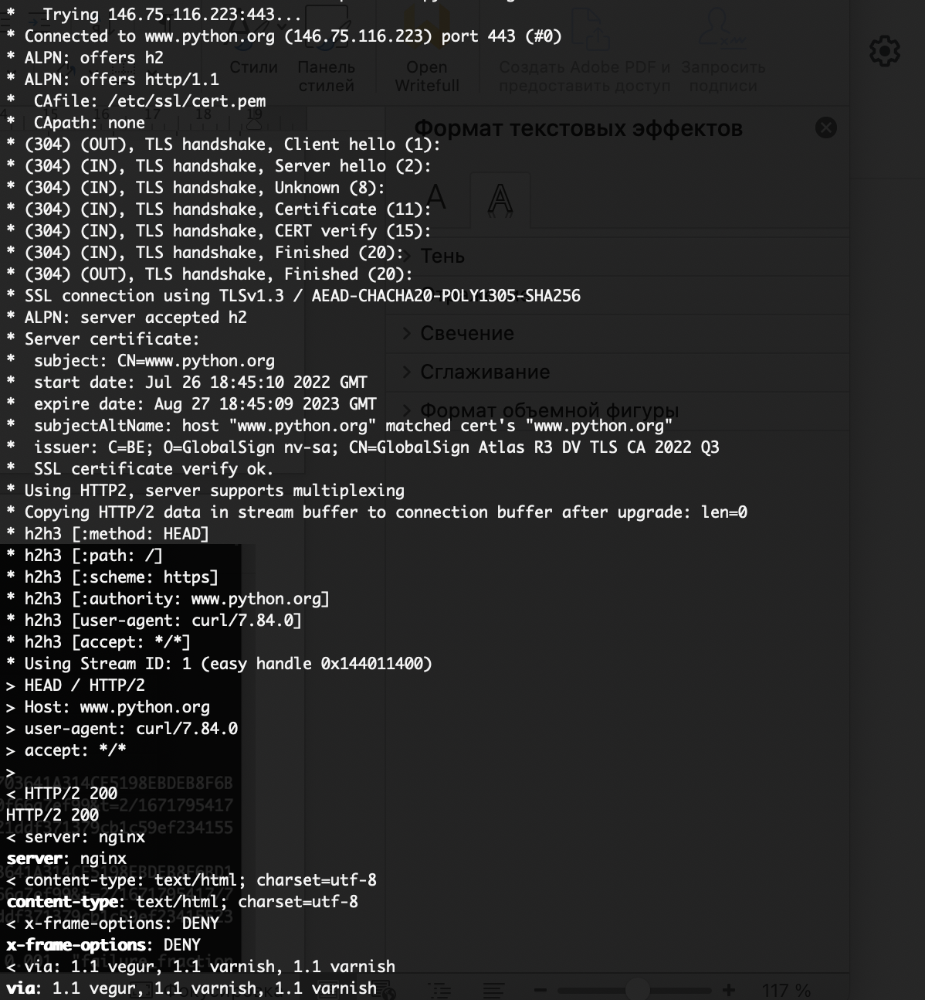 * Trying 146.75.116.223:443...
* Connected to www.python.org (146.75.116.223) port 443 (#0)
* ALPN: offers h2
* ALPN: offers http/1.1
* CAfile: /etc/ssl/cert.pem
* CApath: none
* (304) (OUT), TLS handshake, Client hello (1):
* (304) (IN), TLS handshake, Server hello (2):
* (304) (IN), TLS handshake, Unknown (8):
* (304) (IN), TLS handshake, Certificate (11):
* (304) (IN), TLS handshake, CERT verify (15):
* (304) (IN), TLS handshake, Finished (20):
* (304) (OUT), TLS handshake, Finished (20):
* SSL connection using TLSv1.3 / AEAD-CHACHA20-POLY1305-SHA256
* ALPN: server accepted h2
* Server certificate:
* subject: CN=www.python.org
* start date: Jul 26 18:45:10 2022 GMT
* expire date: Aug 27 18:45:09 2023 GMT
* subjectAltName: host "www.python.org" matched cert's "www.python.org"
* issuer: C=BE; O=GlobalSign nv-sa; CN=GlobalSign Atlas R3 DV TLS CA 2022 Q3
* SSL certificate verify ok.
* Using HTTP2, server supports multiplexing
* Copying HTTP/2 data in stream buffer to connection buffer after upgrade: len=0
* h2h3 [:method: HEAD]
* h2h3 [:path: /]
* h2h3 [:scheme: https]
* h2h3 [:authority: www.python.org]
* h2h3 [user-agent: curl/7.84.0]
* h2h3 [accept: */*]
* Using Stream ID: 1 (easy handle 0x144011400)
> HEAD / HTTP/2
> Host: www.python.org
> user-agent: curl/7.84.0
> accept: */*
>
< HTTP/2 200
HTTP/2 200
< server: nginx
server: nginx
< content-type: text/html; charset=utf-8
content-type: text/html; charset=utf-8
< x-frame-options: DENY
x-frame-options: DENY
< via: 1.1 vegur, 1.1 varnish, 1.1 varnish
via: 1.1 vegur, 1.1 varnish, 1.1 varnish
Стили
Панель стилей
Open Writefull
Создать Adobe PDF и предоставить доступ
Запросить подписи
15 16 17 18 19
Формат текстовых эффектов
A A
Тень
Свечение
Сглаживание
Формат объемной фигуры
117 %